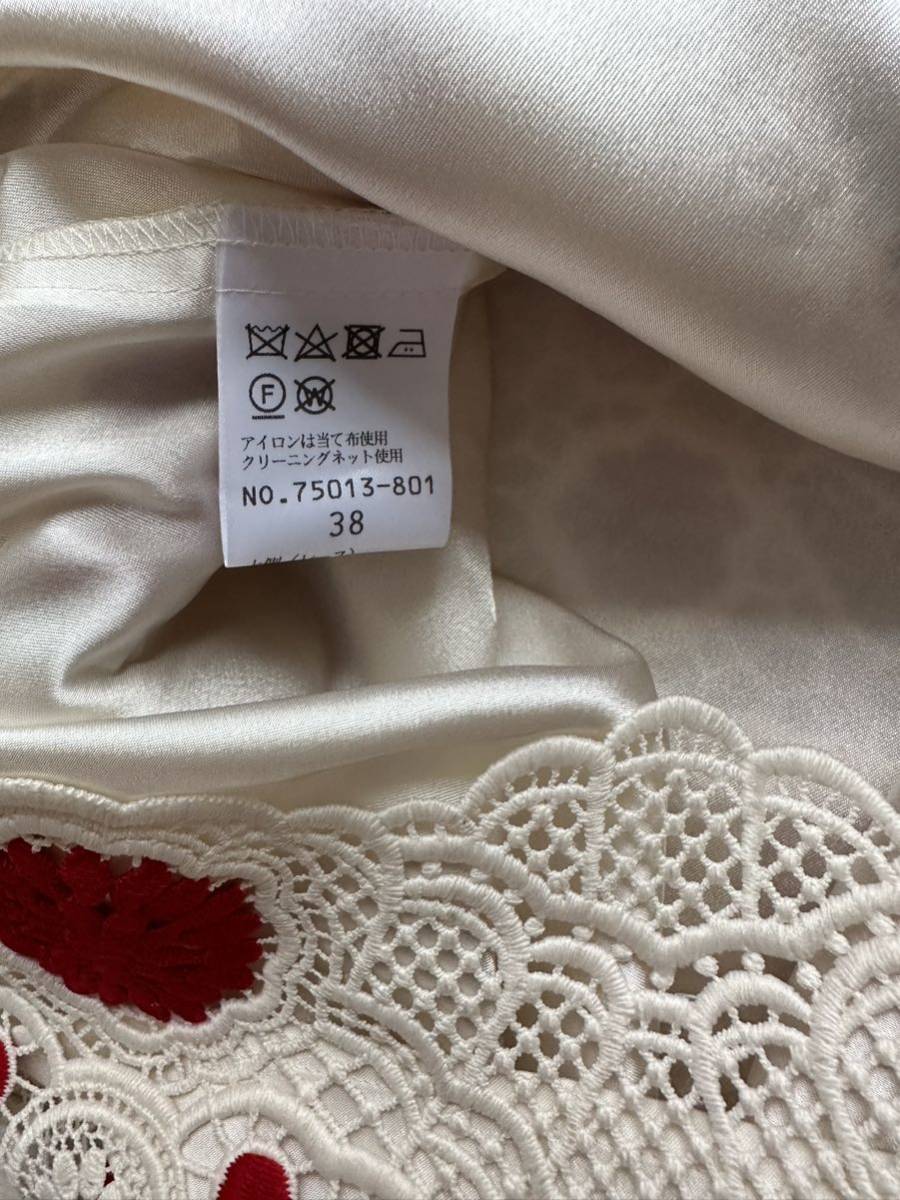 F W
アイロンは当て布使用
クリーニングネット使用
NO.75013-801
38